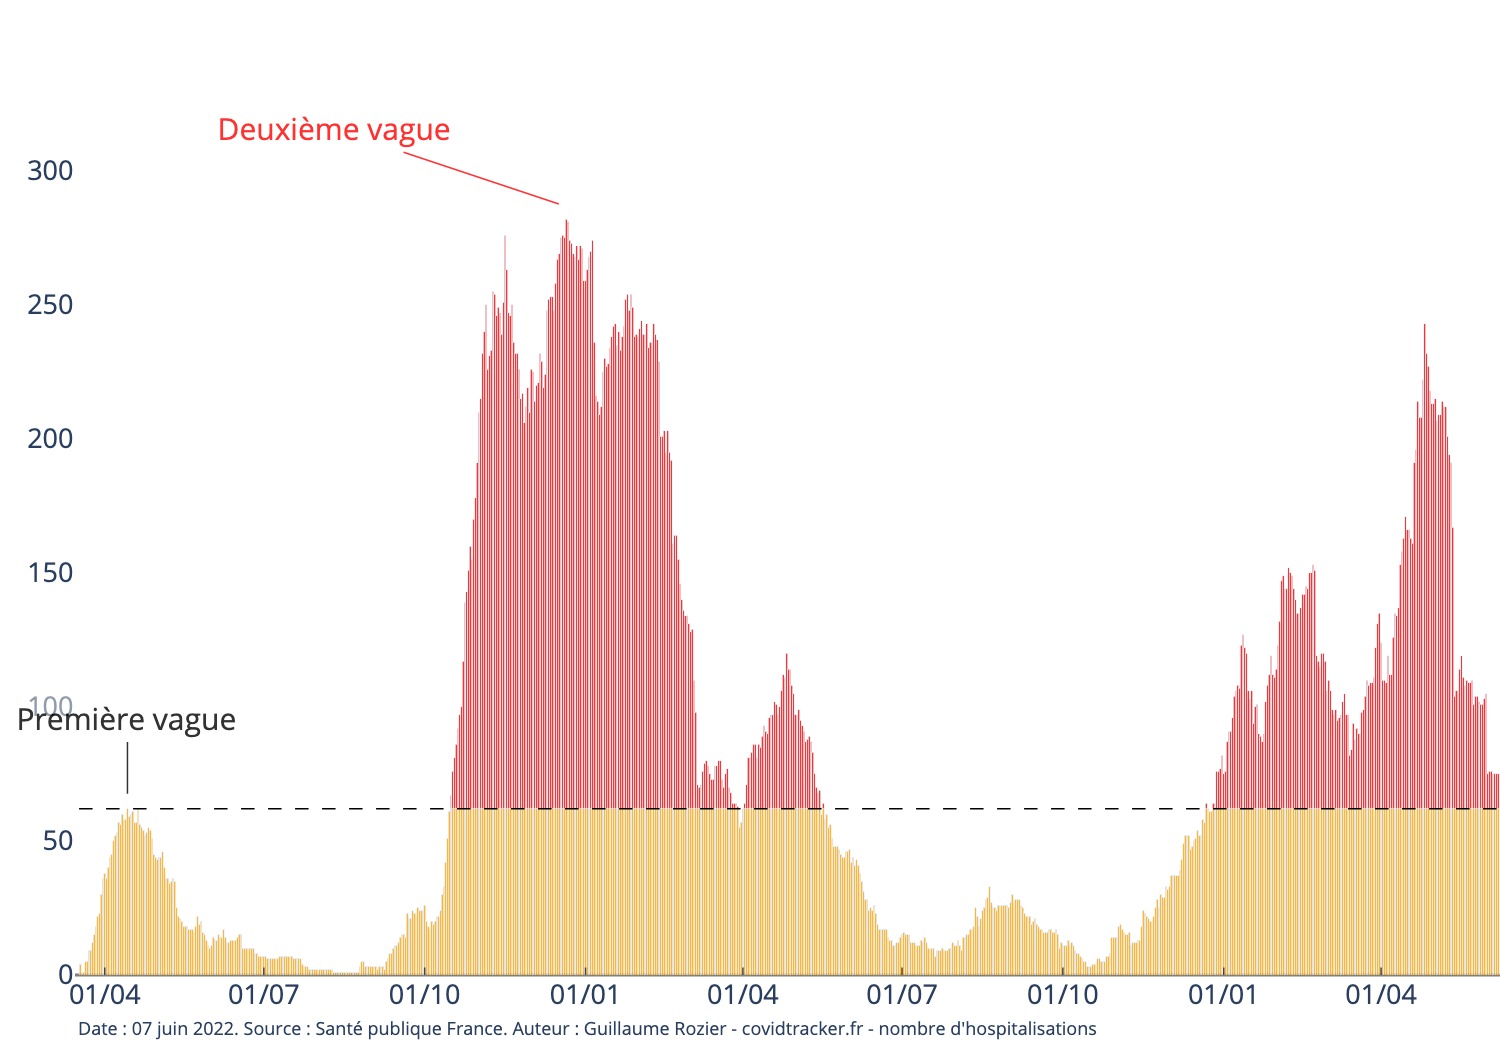 Deuxième vague
300
250
200
150
100
Première vague
50
0
01/04 01/07 01/10 01/01 01/04 01/07 01/10 01/01 01/04
Date : 07 juin 2022. Source : Santé publique France. Auteur : Guillaume Rozier - covidtracker.fr - nombre d'hospitalisations